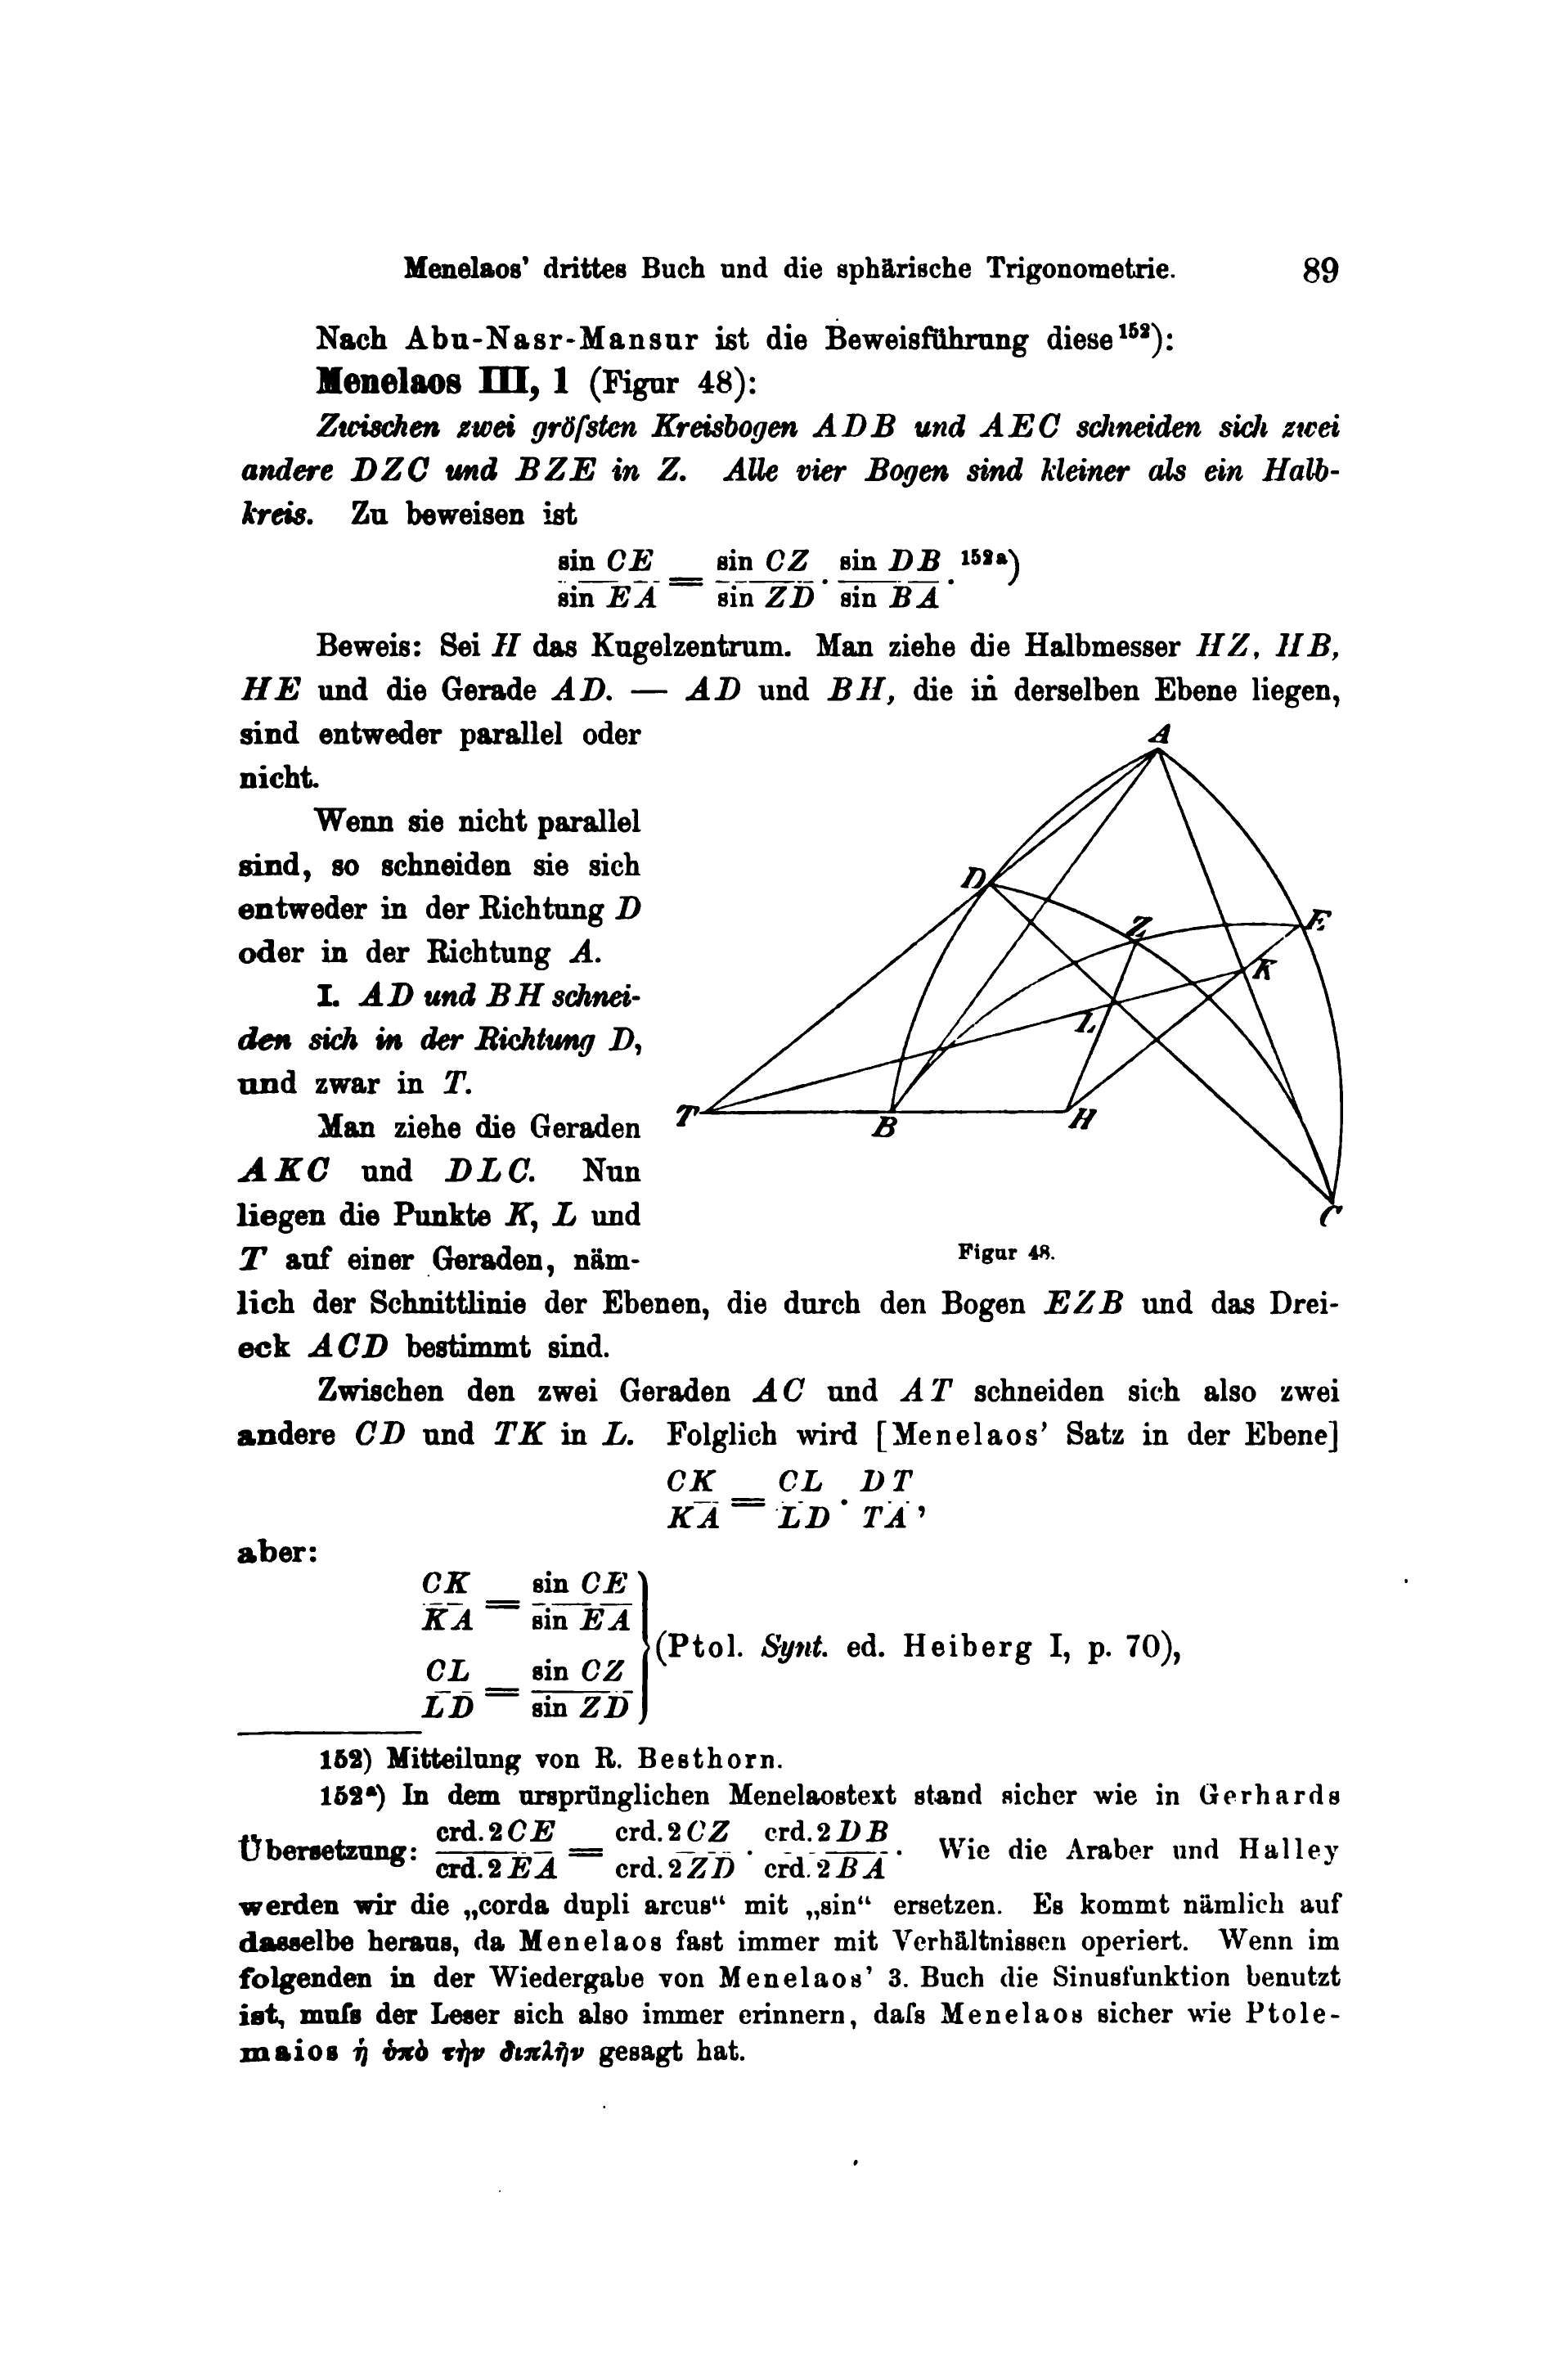 Menelaos' drittes Buch und die sphärische Trigonometrie. 89
Nach Abu-Nasr-Mansur ist die Beweisführung diese¹⁵²):
Menelaos III, 1 (Figur 48):
Zwischen zwei gröſsten Kreisbogen ADB und AEC schneiden sich zwei
andere DZC und BZE in Z. Alle vier Bogen sind kleiner als ein Halb-
kreis. Zu beweisen ist
sin CE / sin EA = sin CZ / sin ZD · sin DB / sin BA. ¹⁵²ᵃ)
Beweis: Sei H das Kugelzentrum. Man ziehe die Halbmesser HZ, HB,
HE und die Gerade AD. — AD und BH, die in derselben Ebene liegen,
sind entweder parallel oder
nicht.
Wenn sie nicht parallel
sind, so schneiden sie sich
entweder in der Richtung D
oder in der Richtung A.
I. AD und BH schnei-
den sich in der Richtung D,
und zwar in T.
Man ziehe die Geraden
AKC und DLC. Nun
liegen die Punkte K, L und
T auf einer Geraden, näm-
A
D
Z
E
K
L
T
B
H
C
Figur 48.
lich der Schnittlinie der Ebenen, die durch den Bogen EZB und das Drei-
eck ACD bestimmt sind.
Zwischen den zwei Geraden AC und AT schneiden sich also zwei
andere CD und TK in L. Folglich wird [Menelaos' Satz in der Ebene]
CK / KA = CL / LD · DT / TA,
aber:
CK / KA = sin CE / sin EA
(Ptol. Synt. ed. Heiberg I, p. 70),
CL / LD = sin CZ / sin ZD
152) Mitteilung von R. Besthorn.
152ᵃ) In dem ursprünglichen Menelaostext stand sicher wie in Gerhards
Übersetzung: crd. 2CE / crd. 2EA = crd. 2CZ / crd. 2ZD · crd. 2DB / crd. 2BA. Wie die Araber und Halley
werden wir die „corda dupli arcus“ mit „sin“ ersetzen. Es kommt nämlich auf
dasselbe heraus, da Menelaos fast immer mit Verhältnissen operiert. Wenn im
folgenden in der Wiedergabe von Menelaos' 3. Buch die Sinusfunktion benutzt
ist, muſs der Leser sich also immer erinnern, daſs Menelaos sicher wie Ptole-
maios ἡ ὑπὸ τὴν διπλῆν gesagt hat.